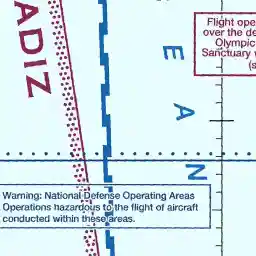 ADIZ
Flight ope
over the de
Olympic
Sanctuary
(s
E A N
Warning: National Defense Operating Areas
Operations hazardous to the flight of aircraft
conducted within these areas.